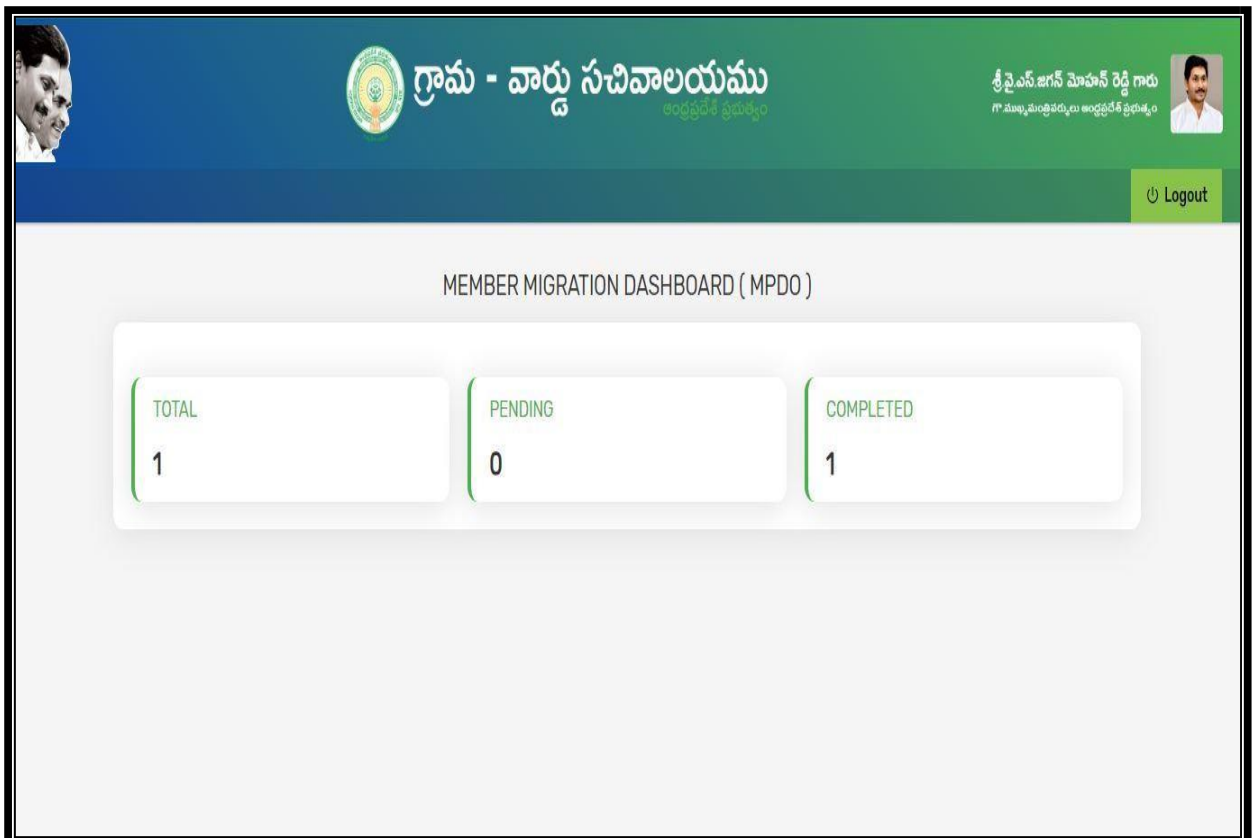 గ్రామ - వార్డు సచివాలయము
ఆంధ్రప్రదేశ్ ప్రభుత్వం
శ్రీ.వై.ఎస్.జగన్ మోహన్ రెడ్డి గారు
గౌ.ముఖ్యమంత్రివర్యులు ఆంధ్రప్రదేశ్ ప్రభుత్వం
Logout
MEMBER MIGRATION DASHBOARD ( MPDO )
TOTAL
1
PENDING
0
COMPLETED
1